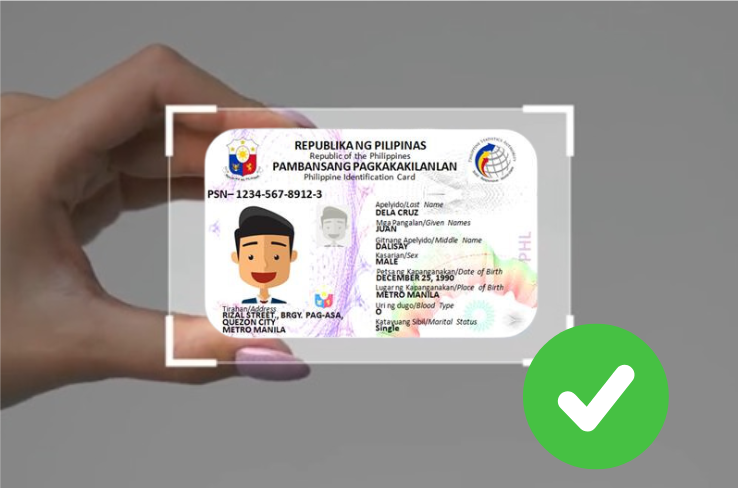 REPUBLIKA NG PILIPINAS
Republic of the Philippines
PAMBANSANG PAGKAKAKILANLAN
Philippine Identification Card
PSN– 1234-567-8912-3
Apelyido/Last Name
DELA CRUZ
Mga Pangalan/Given Names
JUAN
Gitnang Apelyido/Middle Name
DALISAY
Kasarian/Sex
MALE
Petsa ng Kapanganakan/Date of Birth
DECEMBER 25, 1990
Lugar ng Kapanganakan/Place of Birth
METRO MANILA
Uri ng dugo/Blood Type
O
Katayuang Sibil/Marital Status
Single
PHL
Tirahan/Address
RIZAL STREET., BRGY. PAG-ASA,
QUEZON CITY
METRO MANILA